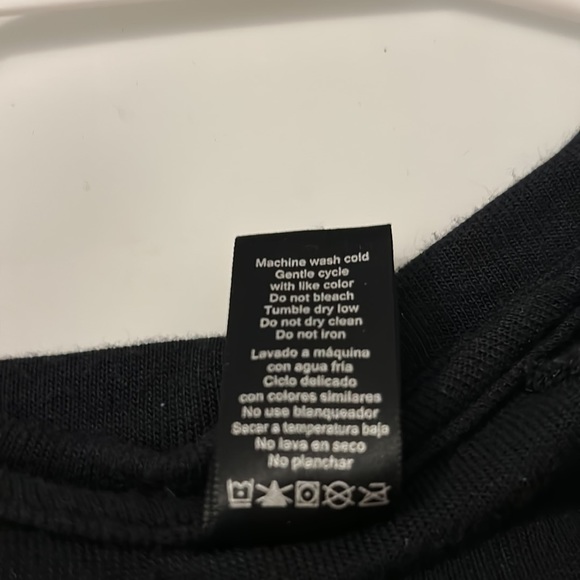 Machine wash cold
Gentle cycle
with like color
Do not bleach
Tumble dry low
Do not dry clean
Do not iron
Lavado a máquina
con agua fría
Ciclo delicado
con colores similares
No use blanqueador
Secar a temperatura baja
No lava en seco
No planchar